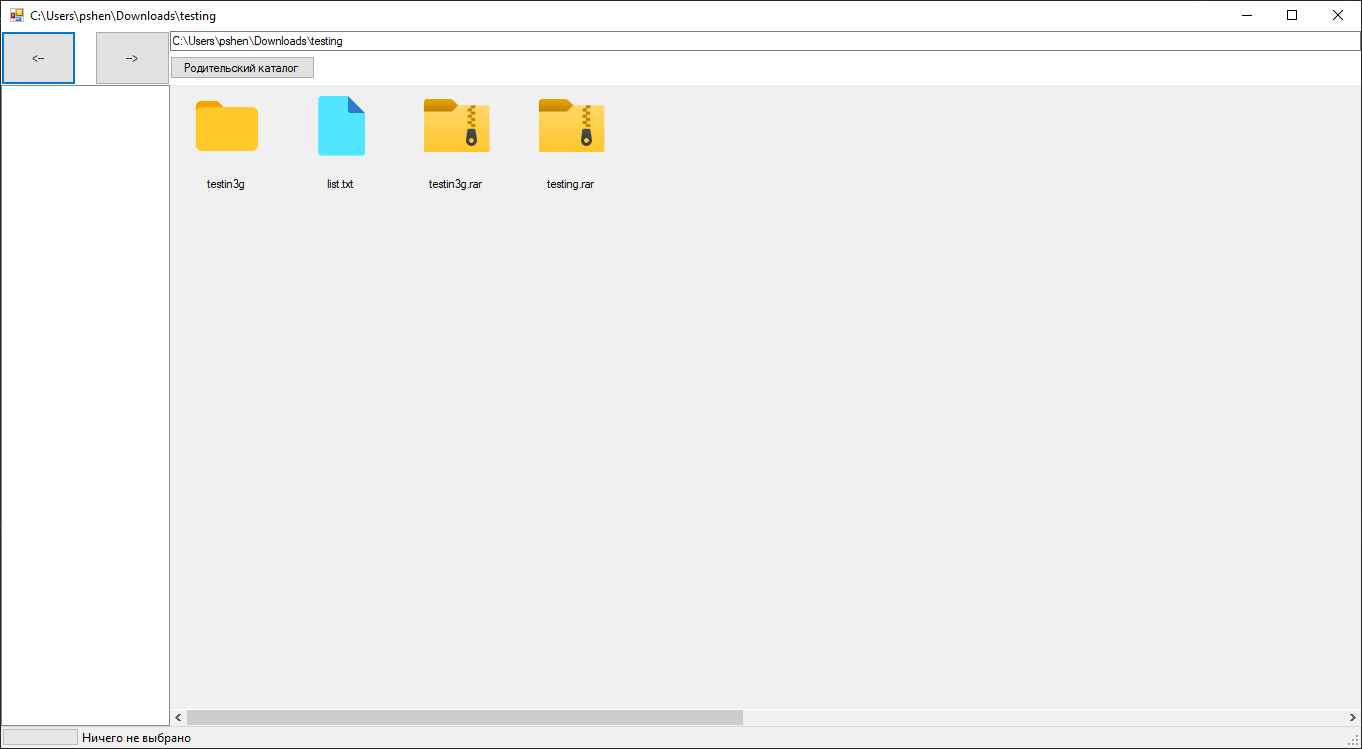 C:\Users\pshen\Downloads\testing
<-- --> C:\Users\pshen\Downloads\testing
Родительский каталог
testin3g list.txt testin3g.rar testing.rar
Ничего не выбрано